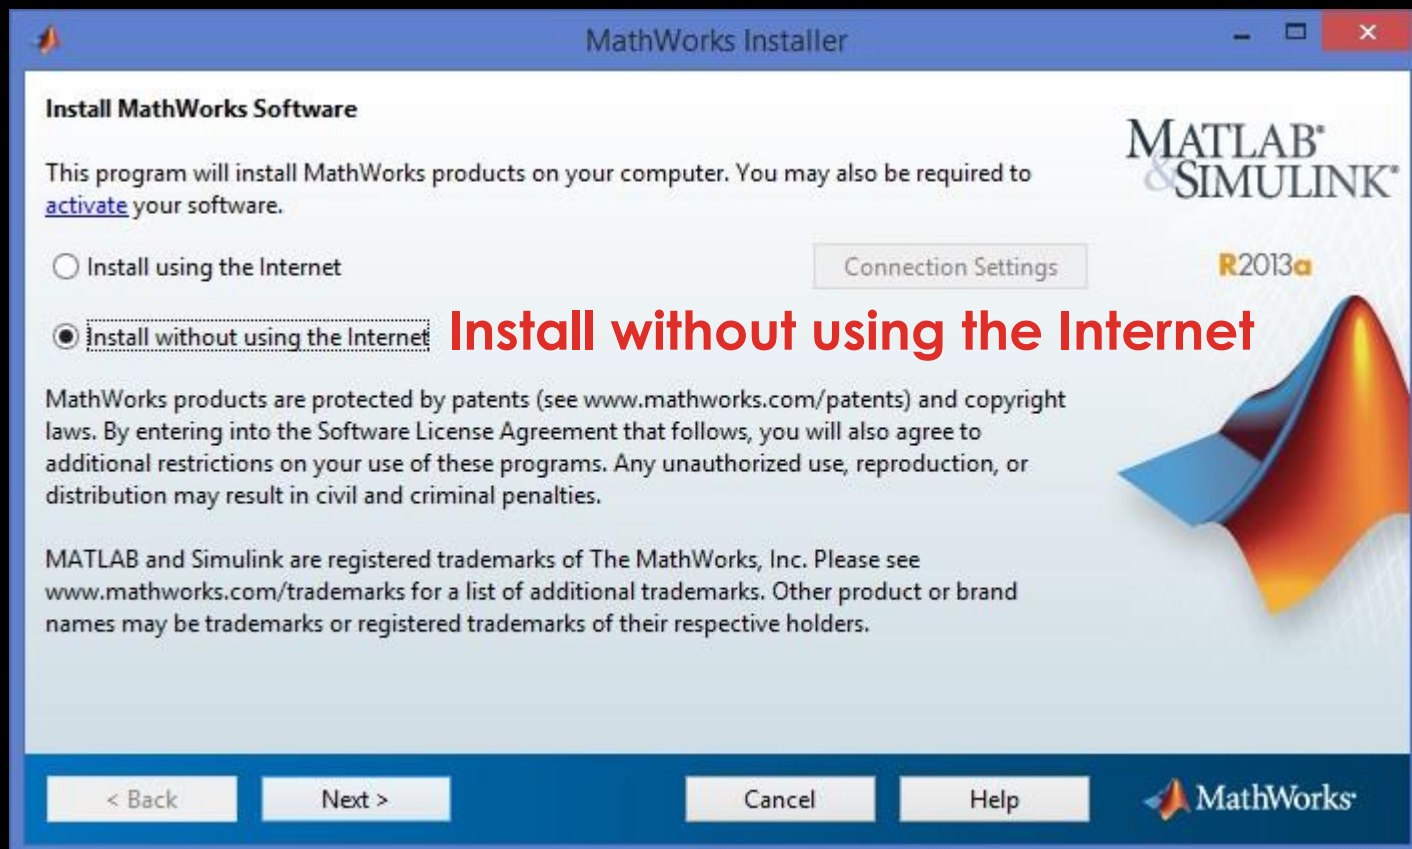 MathWorks Installer
Install MathWorks Software
This program will install MathWorks products on your computer. You may also be required to
activate your software.
Install using the Internet
Connection Settings
Install without using the Internet
Install without using the Internet
MathWorks products are protected by patents (see www.mathworks.com/patents) and copyright
laws. By entering into the Software License Agreement that follows, you will also agree to
additional restrictions on your use of these programs. Any unauthorized use, reproduction, or
distribution may result in civil and criminal penalties.
MATLAB and Simulink are registered trademarks of The MathWorks, Inc. Please see
www.mathworks.com/trademarks for a list of additional trademarks. Other product or brand
names may be trademarks or registered trademarks of their respective holders.
MATLAB®
&SIMULINK®
R2013a
< Back
Next >
Cancel
Help
MathWorks®